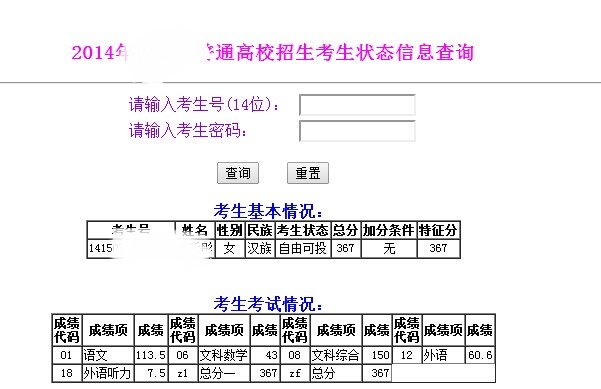 2014年 普通高校招生考生状态信息查询
请输入考生号(14位):
请输入考生密码:
查询 重置
考生基本情况:
考生号 姓名 性别 民族 考生状态 总分 加分条件 特征分
1415 彤 女 汉族 自由可投 367 无 367
考生考试情况:
成绩代码 成绩项 成绩 成绩代码 成绩项 成绩 成绩代码 成绩项 成绩 成绩代码 成绩项 成绩
01 语文 113.5 06 文科数学 43 08 文科综合 150 12 外语 60.6
18 外语听力 7.5 z1 总分一 367 zf 总分 367